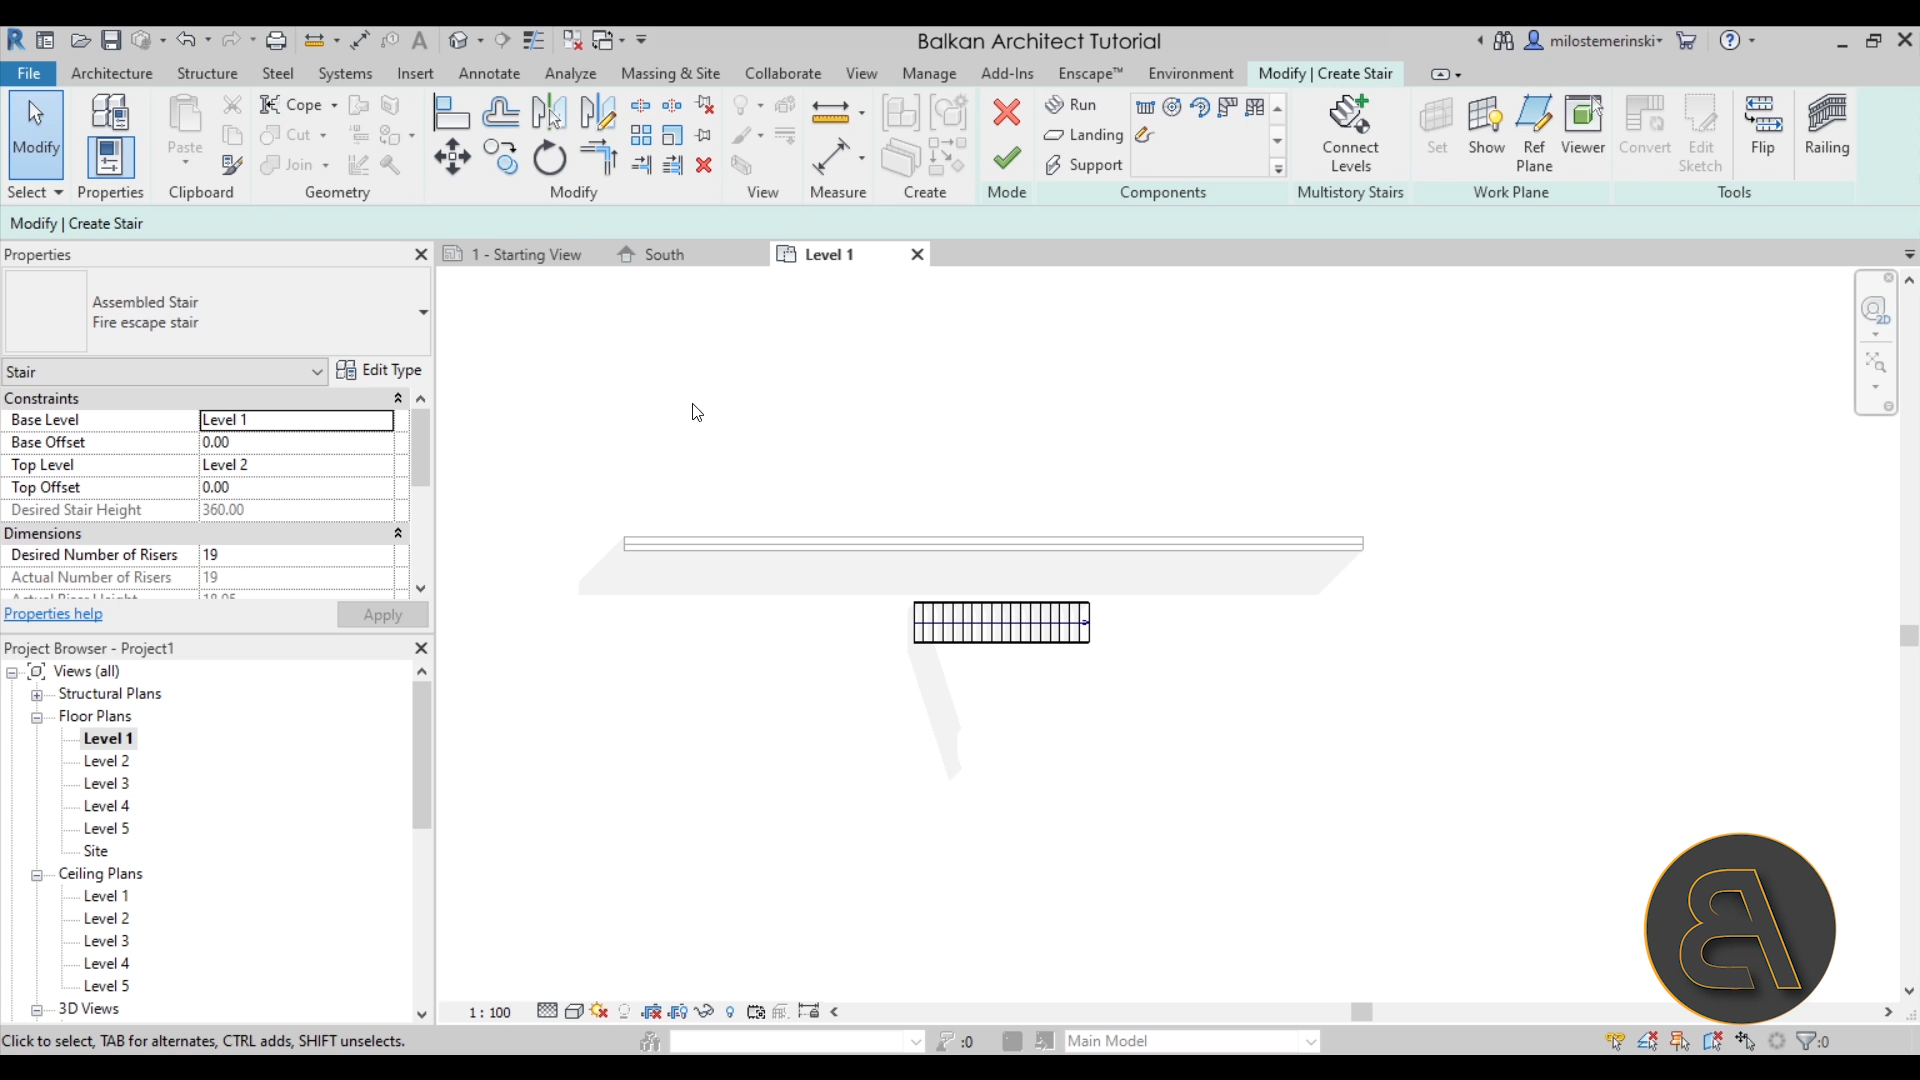 Balkan Architect Tutorial
milostemerinski
File Architecture Structure Steel Systems Insert Annotate Analyze Massing & Site Collaborate View Manage Add-Ins Enscape™ Environment Modify | Create Stair
Modify
Select
Properties
Paste
Clipboard
Cope
Cut
Join
Geometry
Modify
View
Measure
Create
Mode
Run
Landing
Support
Components
Connect Levels
Multistory Stairs
Set Show Ref Plane Viewer
Work Plane
Convert Edit Sketch Flip Railing
Tools
Modify | Create Stair
Properties
1 - Starting View South Level 1
2D
Assembled Stair
Fire escape stair
Stair Edit Type
Constraints
Base Level Level 1
Base Offset 0.00
Top Level Level 2
Top Offset 0.00
Desired Stair Height 360.00
Dimensions
Desired Number of Risers 19
Actual Number of Risers 19
Actual Riser Height 18.95
Properties help Apply
Project Browser - Project1
Views (all)
Structural Plans
Floor Plans
Level 1
Level 2
Level 3
Level 4
Level 5
Site
Ceiling Plans
Level 1
Level 2
Level 3
Level 4
Level 5
3D Views
1 : 100
Click to select, TAB for alternates, CTRL adds, SHIFT unselects.
:0
Main Model
:0